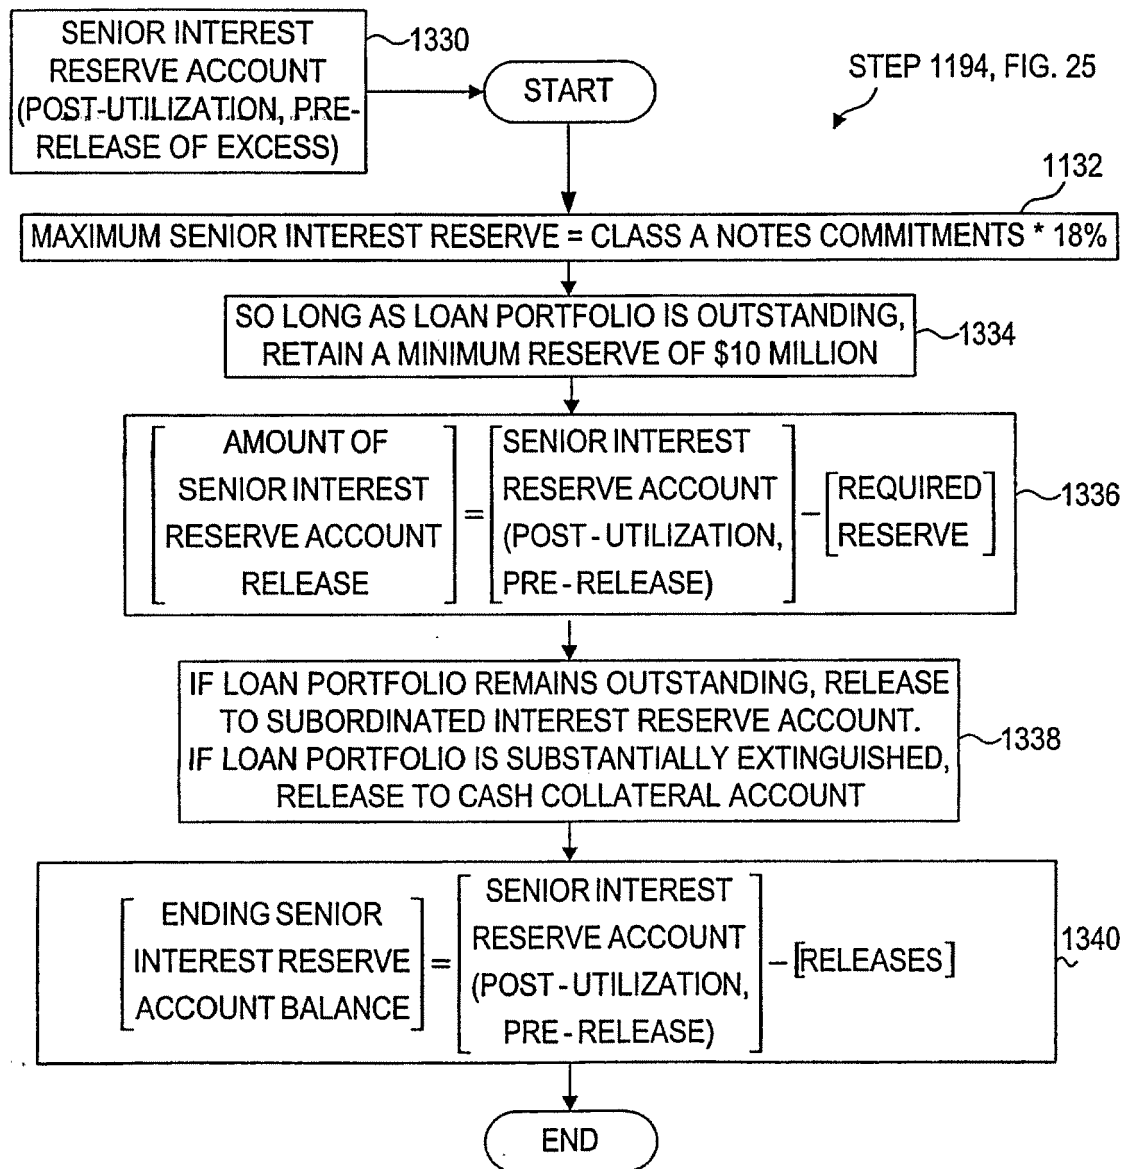 SENIOR INTEREST
RESERVE ACCOUNT
(POST-UTILIZATION, PRE-
RELEASE OF EXCESS)
1330
START
STEP 1194, FIG. 25
1132
MAXIMUM SENIOR INTEREST RESERVE = CLASS A NOTES COMMITMENTS * 18%
SO LONG AS LOAN PORTFOLIO IS OUTSTANDING,
RETAIN A MINIMUM RESERVE OF $10 MILLION
1334
AMOUNT OF
SENIOR INTEREST
RESERVE ACCOUNT
RELEASE
=
SENIOR INTEREST
RESERVE ACCOUNT
(POST-UTILIZATION,
PRE-RELEASE)
-
REQUIRED
RESERVE
1336
IF LOAN PORTFOLIO REMAINS OUTSTANDING, RELEASE
TO SUBORDINATED INTEREST RESERVE ACCOUNT.
IF LOAN PORTFOLIO IS SUBSTANTIALLY EXTINGUISHED,
RELEASE TO CASH COLLATERAL ACCOUNT
1338
ENDING SENIOR
INTEREST RESERVE
ACCOUNT BALANCE
=
SENIOR INTEREST
RESERVE ACCOUNT
(POST-UTILIZATION,
PRE-RELEASE)
- [RELEASES]
1340
END